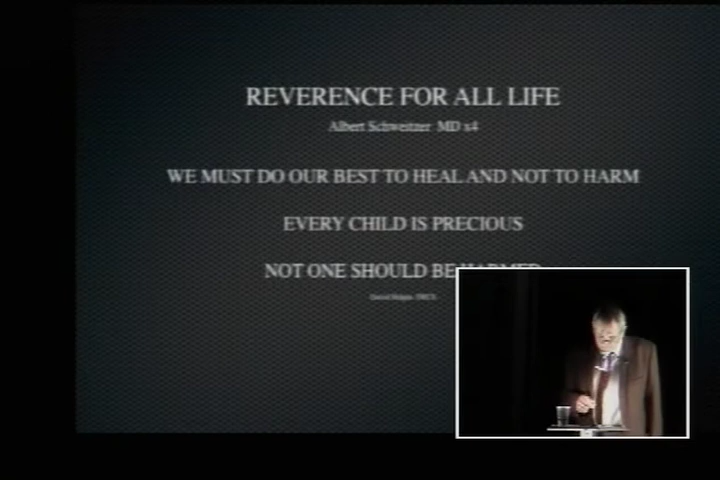 REVERENCE FOR ALL LIFE
Albert Schweitzer MD x4
WE MUST DO OUR BEST TO HEAL AND NOT TO HARM
EVERY CHILD IS PRECIOUS
NOT ONE SHOULD BE HARMED